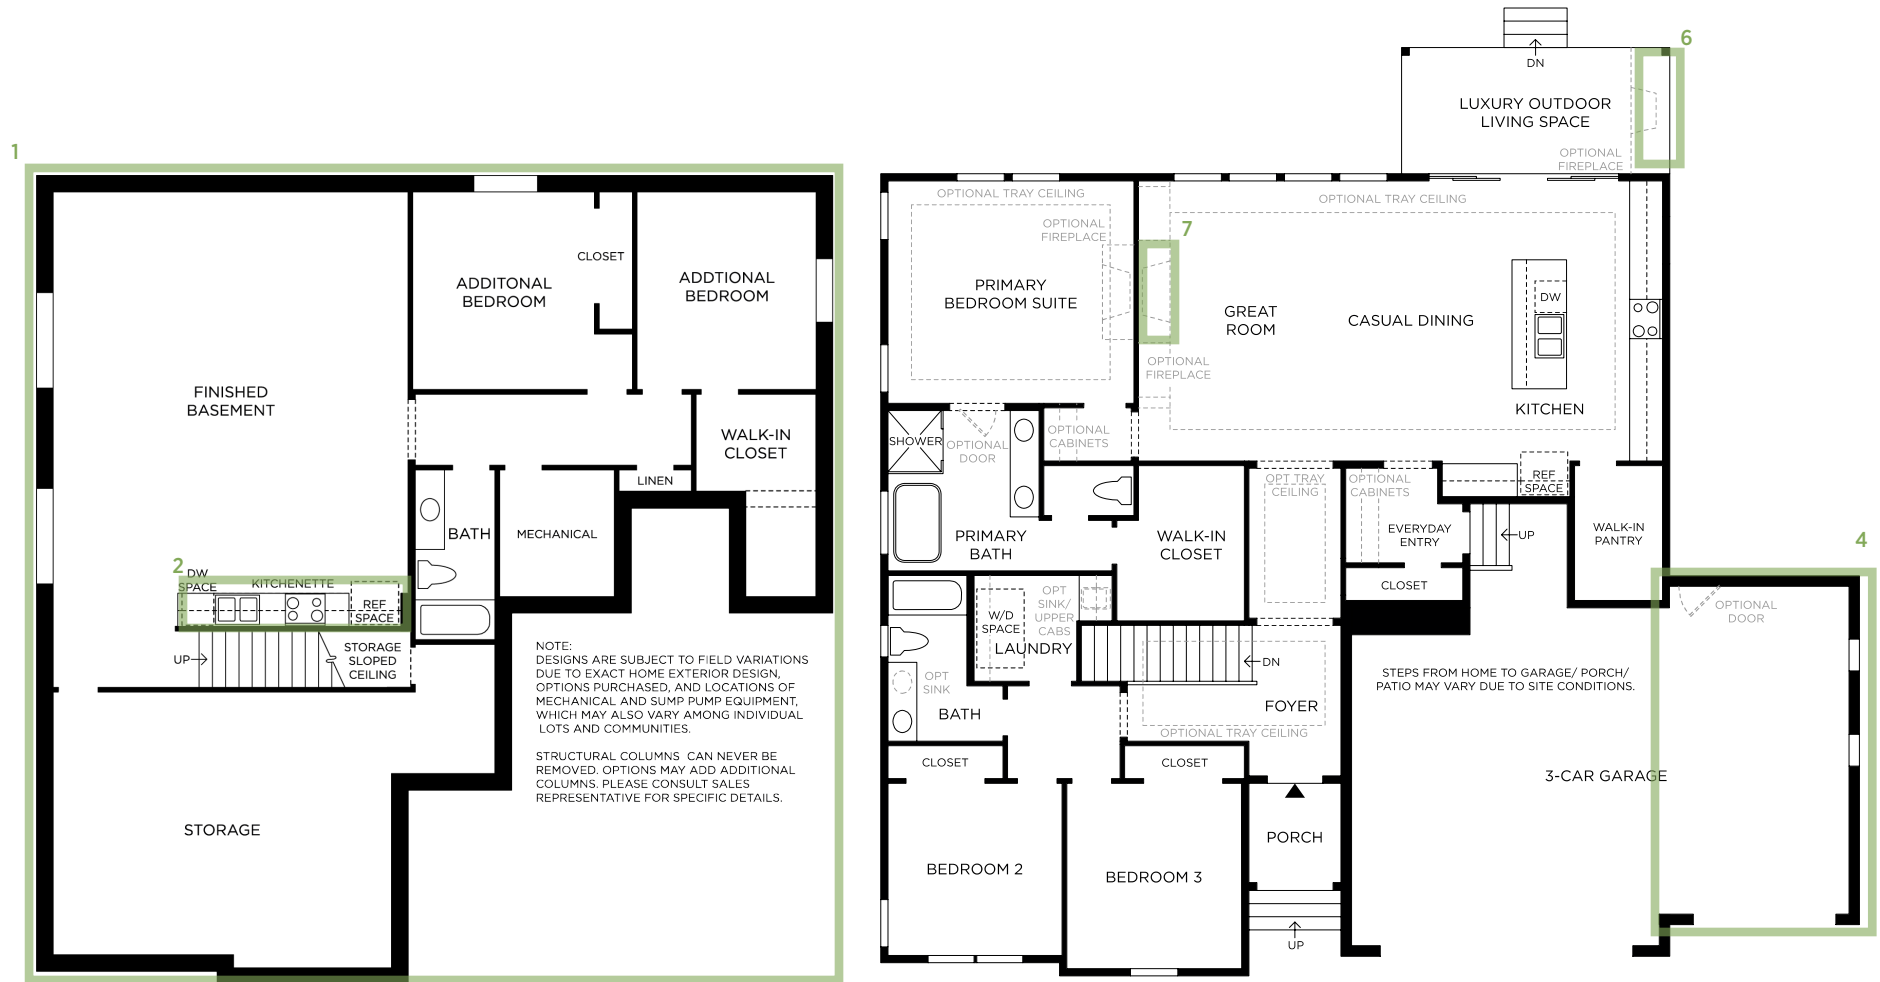 1
ADDITONAL
BEDROOM
CLOSET
ADDTIONAL
BEDROOM
FINISHED
BASEMENT
WALK-IN
CLOSET
LINEN
BATH
MECHANICAL
2
DW
SPACE
KITCHENETTE
REF
SPACE
UP
STORAGE
SLOPED
CEILING
NOTE:
DESIGNS ARE SUBJECT TO FIELD VARIATIONS
DUE TO EXACT HOME EXTERIOR DESIGN,
OPTIONS PURCHASED, AND LOCATIONS OF
MECHANICAL AND SUMP PUMP EQUIPMENT,
WHICH MAY ALSO VARY AMONG INDIVIDUAL
LOTS AND COMMUNITIES.
STRUCTURAL COLUMNS CAN NEVER BE
REMOVED. OPTIONS MAY ADD ADDITIONAL
COLUMNS. PLEASE CONSULT SALES
REPRESENTATIVE FOR SPECIFIC DETAILS.
STORAGE
6
DN
LUXURY OUTDOOR
LIVING SPACE
OPTIONAL
FIREPLACE
OPTIONAL TRAY CEILING
OPTIONAL
FIREPLACE
PRIMARY
BEDROOM SUITE
7
OPTIONAL TRAY CEILING
GREAT
ROOM
CASUAL DINING
DW
KITCHEN
OPTIONAL
FIREPLACE
SHOWER
OPTIONAL
DOOR
OPTIONAL
CABINETS
PRIMARY
BATH
WALK-IN
CLOSET
OPT TRAY
CEILING
OPTIONAL
CABINETS
EVERYDAY
ENTRY
CLOSET
REF
SPACE
UP
WALK-IN
PANTRY
4
OPTIONAL
DOOR
W/D
SPACE
OPT
SINK/
UPPER
CABS
LAUNDRY
DN
OPT
SINK
BATH
FOYER
OPTIONAL TRAY CEILING
STEPS FROM HOME TO GARAGE/ PORCH/
PATIO MAY VARY DUE TO SITE CONDITIONS.
CLOSET
CLOSET
3-CAR GARAGE
PORCH
BEDROOM 2
BEDROOM 3
UP